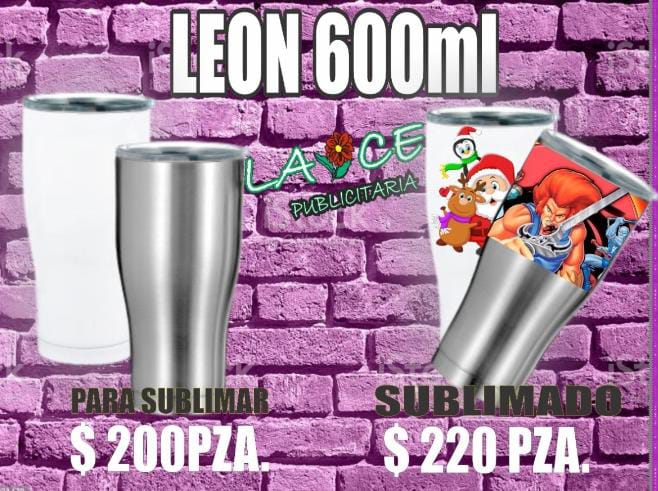 LEON 600ml
LA CE
PUBLICITARIA
PARA SUBLIMAR
$ 200PZA.
SUBLIMADO
$ 220 PZA.